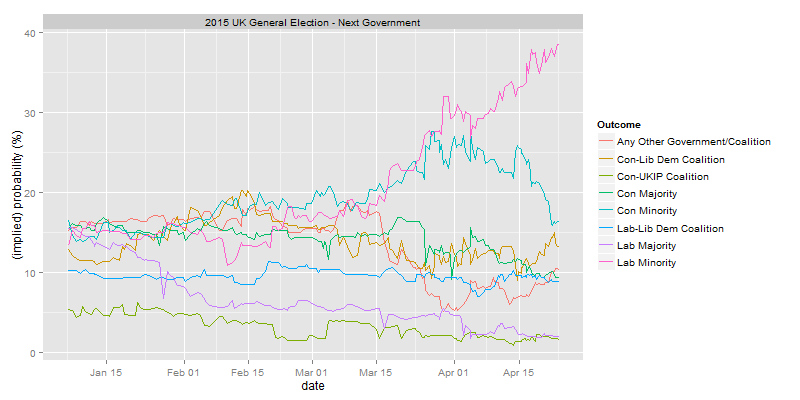 2015 UK General Election - Next Government
40
30
20
10
0
(implied) probability (%)
Jan 15
Feb 01
Feb 15
Mar 01
Mar 15
Apr 01
Apr 15
date
Outcome
Any Other Government/Coalition
Con-Lib Dem Coalition
Con-UKIP Coalition
Con Majority
Con Minority
Lab-Lib Dem Coalition
Lab Majority
Lab Minority